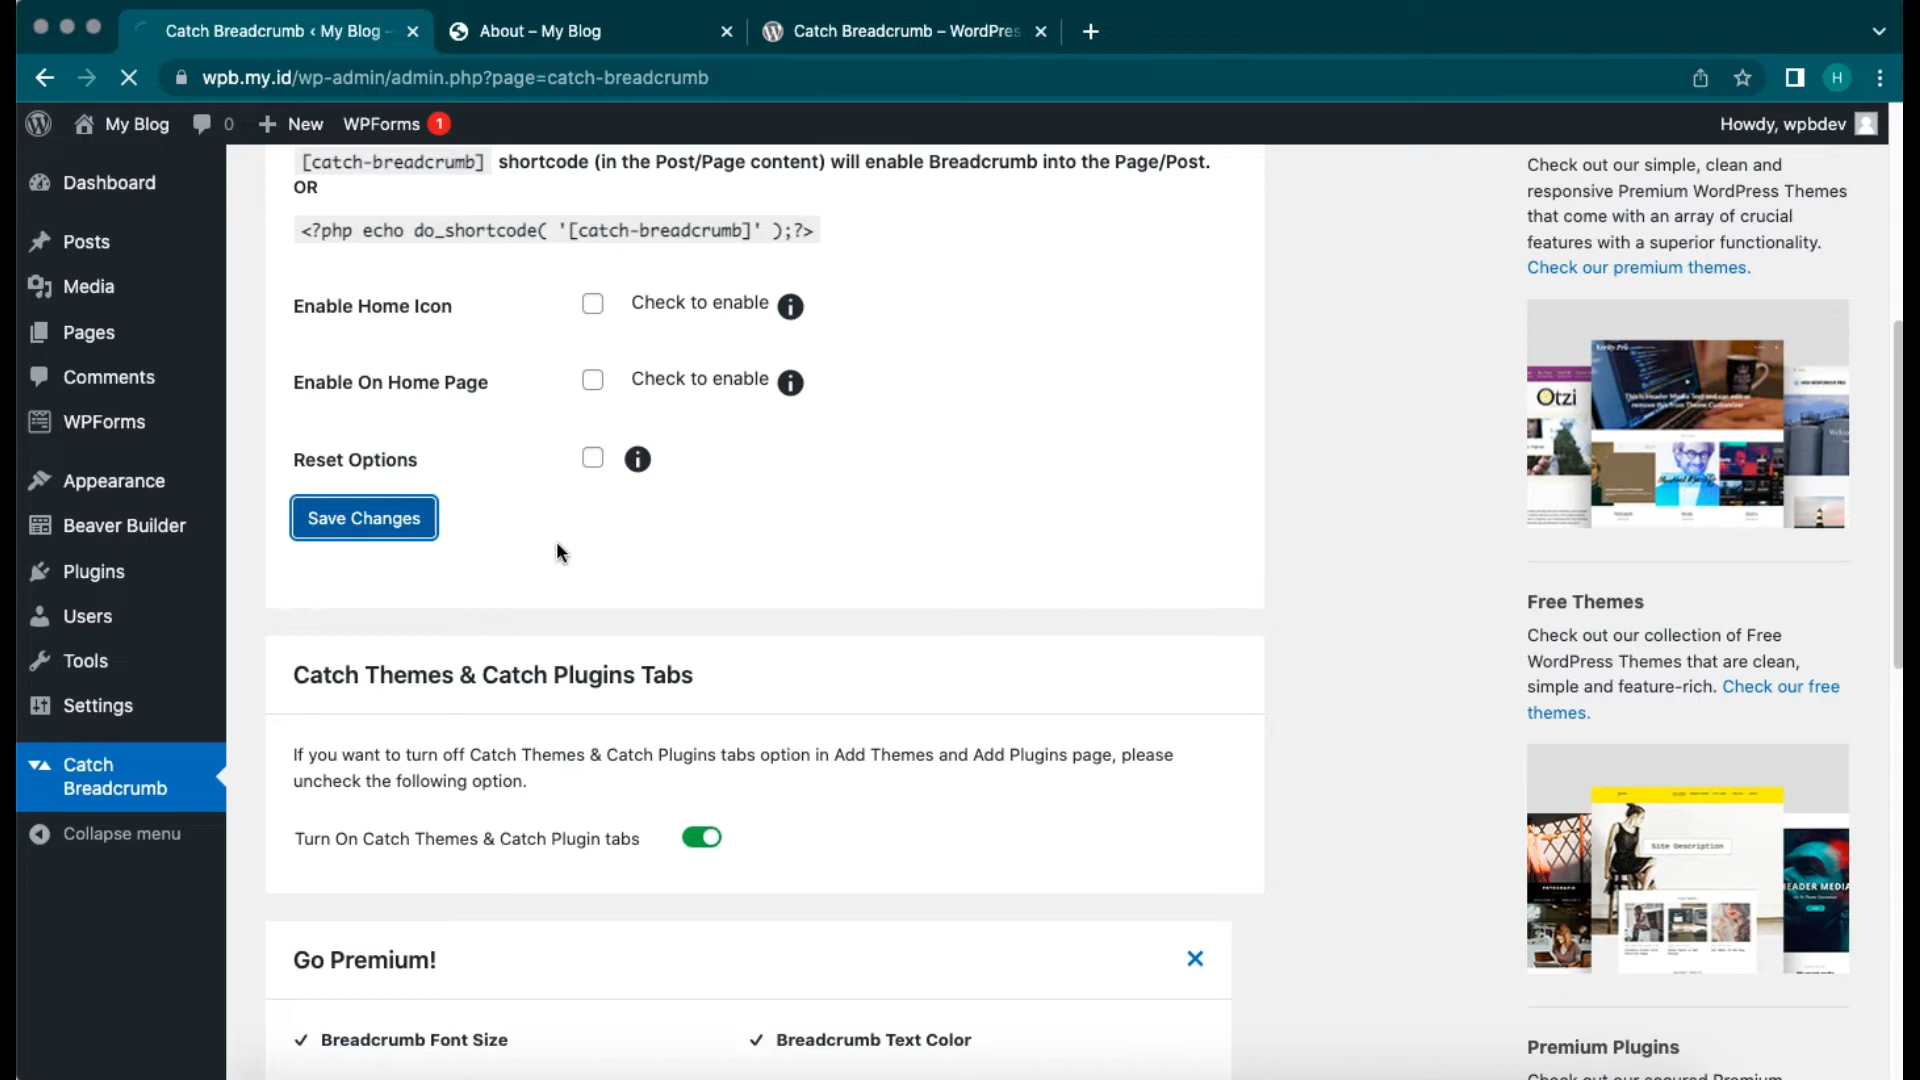 Catch Breadcrumb ‹ My Blog –
About – My Blog
Catch Breadcrumb – WordPres
wpb.my.id/wp-admin/admin.php?page=catch-breadcrumb
H
My Blog
0
New
WPForms
1
Howdy, wpbdev
Dashboard
Posts
Media
Pages
Comments
WPForms
Appearance
Beaver Builder
Plugins
Users
Tools
Settings
Catch
Breadcrumb
Collapse menu
[catch-breadcrumb] shortcode (in the Post/Page content) will enable Breadcrumb into the Page/Post.
OR
<?php echo do_shortcode( '[catch-breadcrumb]' );?>
Enable Home Icon
Check to enable
Enable On Home Page
Check to enable
Reset Options
Save Changes
Catch Themes & Catch Plugins Tabs
If you want to turn off Catch Themes & Catch Plugins tabs option in Add Themes and Add Plugins page, please
uncheck the following option.
Turn On Catch Themes & Catch Plugin tabs
Go Premium!
Breadcrumb Font Size
Breadcrumb Text Color
Check out our simple, clean and
responsive Premium WordPress Themes
that come with an array of crucial
features with a superior functionality.
Check our premium themes.
Otzi
Free Themes
Check out our collection of Free
WordPress Themes that are clean,
simple and feature-rich. Check our free
themes.
Site Description
FOTOGRAFIE
HEADER MEDIA
Premium Plugins